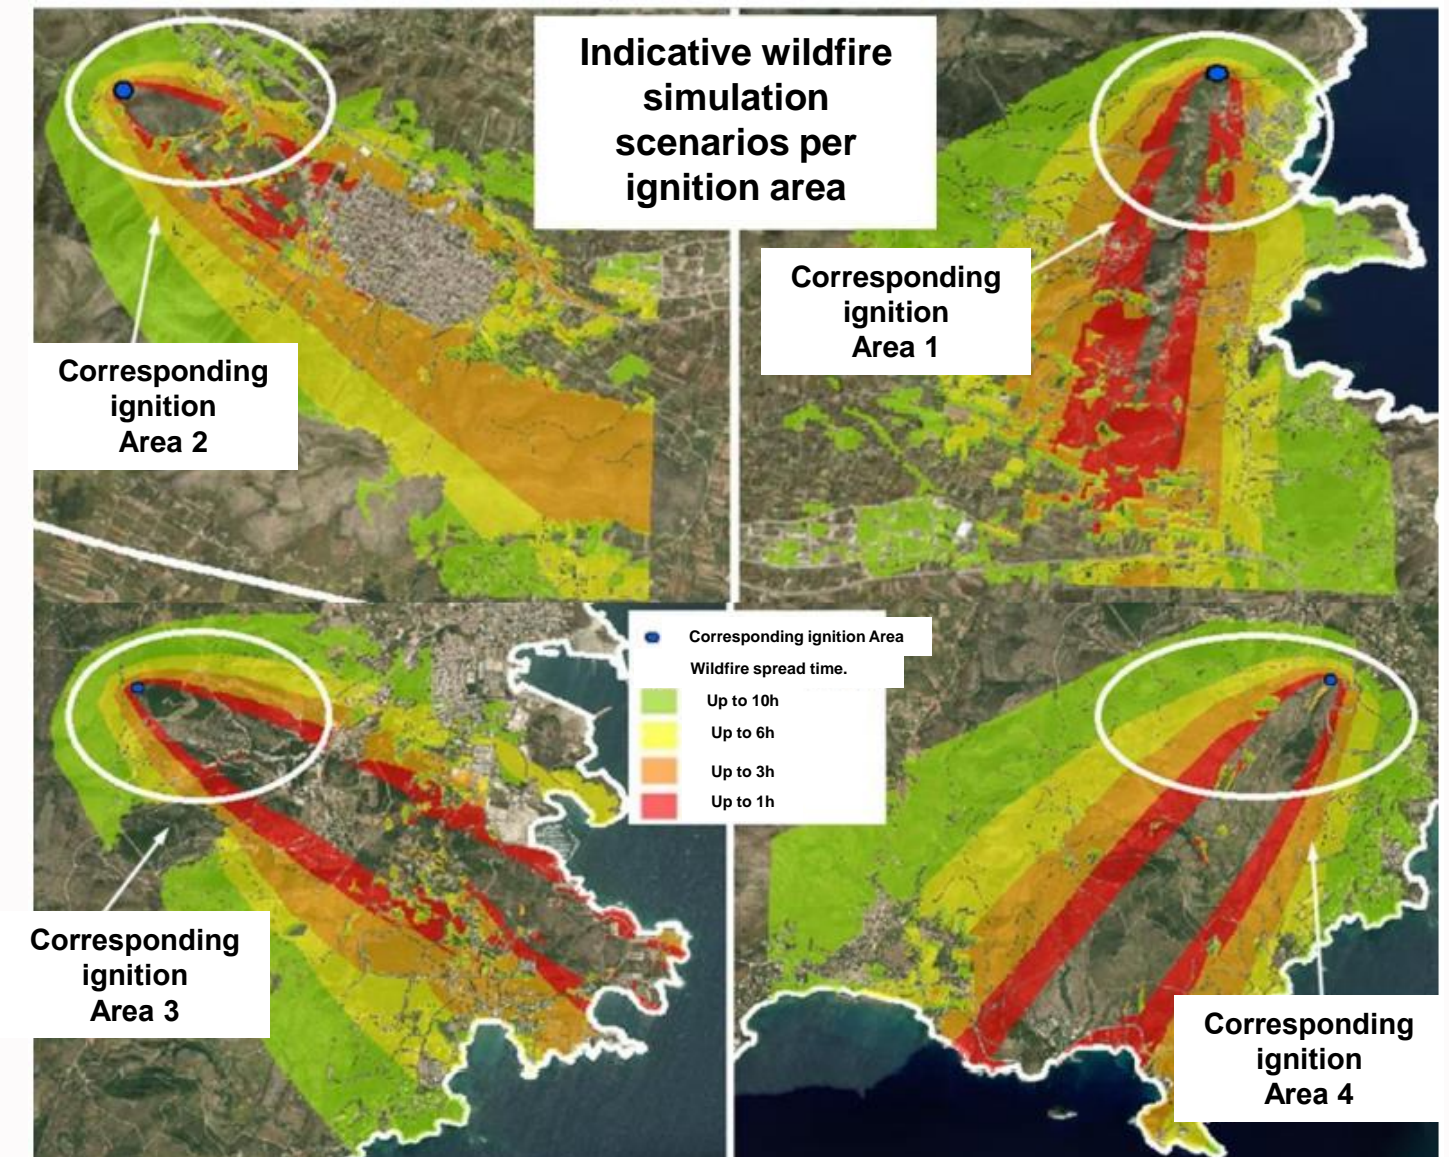 Indicative wildfire
simulation
scenarios per
ignition area
Corresponding
ignition
Area 2
Corresponding
ignition
Area 1
Corresponding ignition Area
Wildfire spread time.
Up to 10h
Up to 6h
Up to 3h
Up to 1h
Corresponding
ignition
Area 3
Corresponding
ignition
Area 4